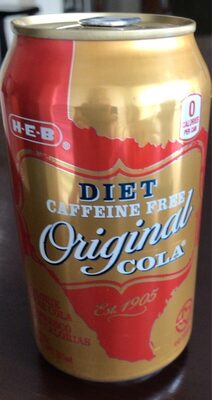 H-E-B
0
CALORIES
PER CAN
DIET
CAFFEINE FREE
Original
COLA
Est. 1905